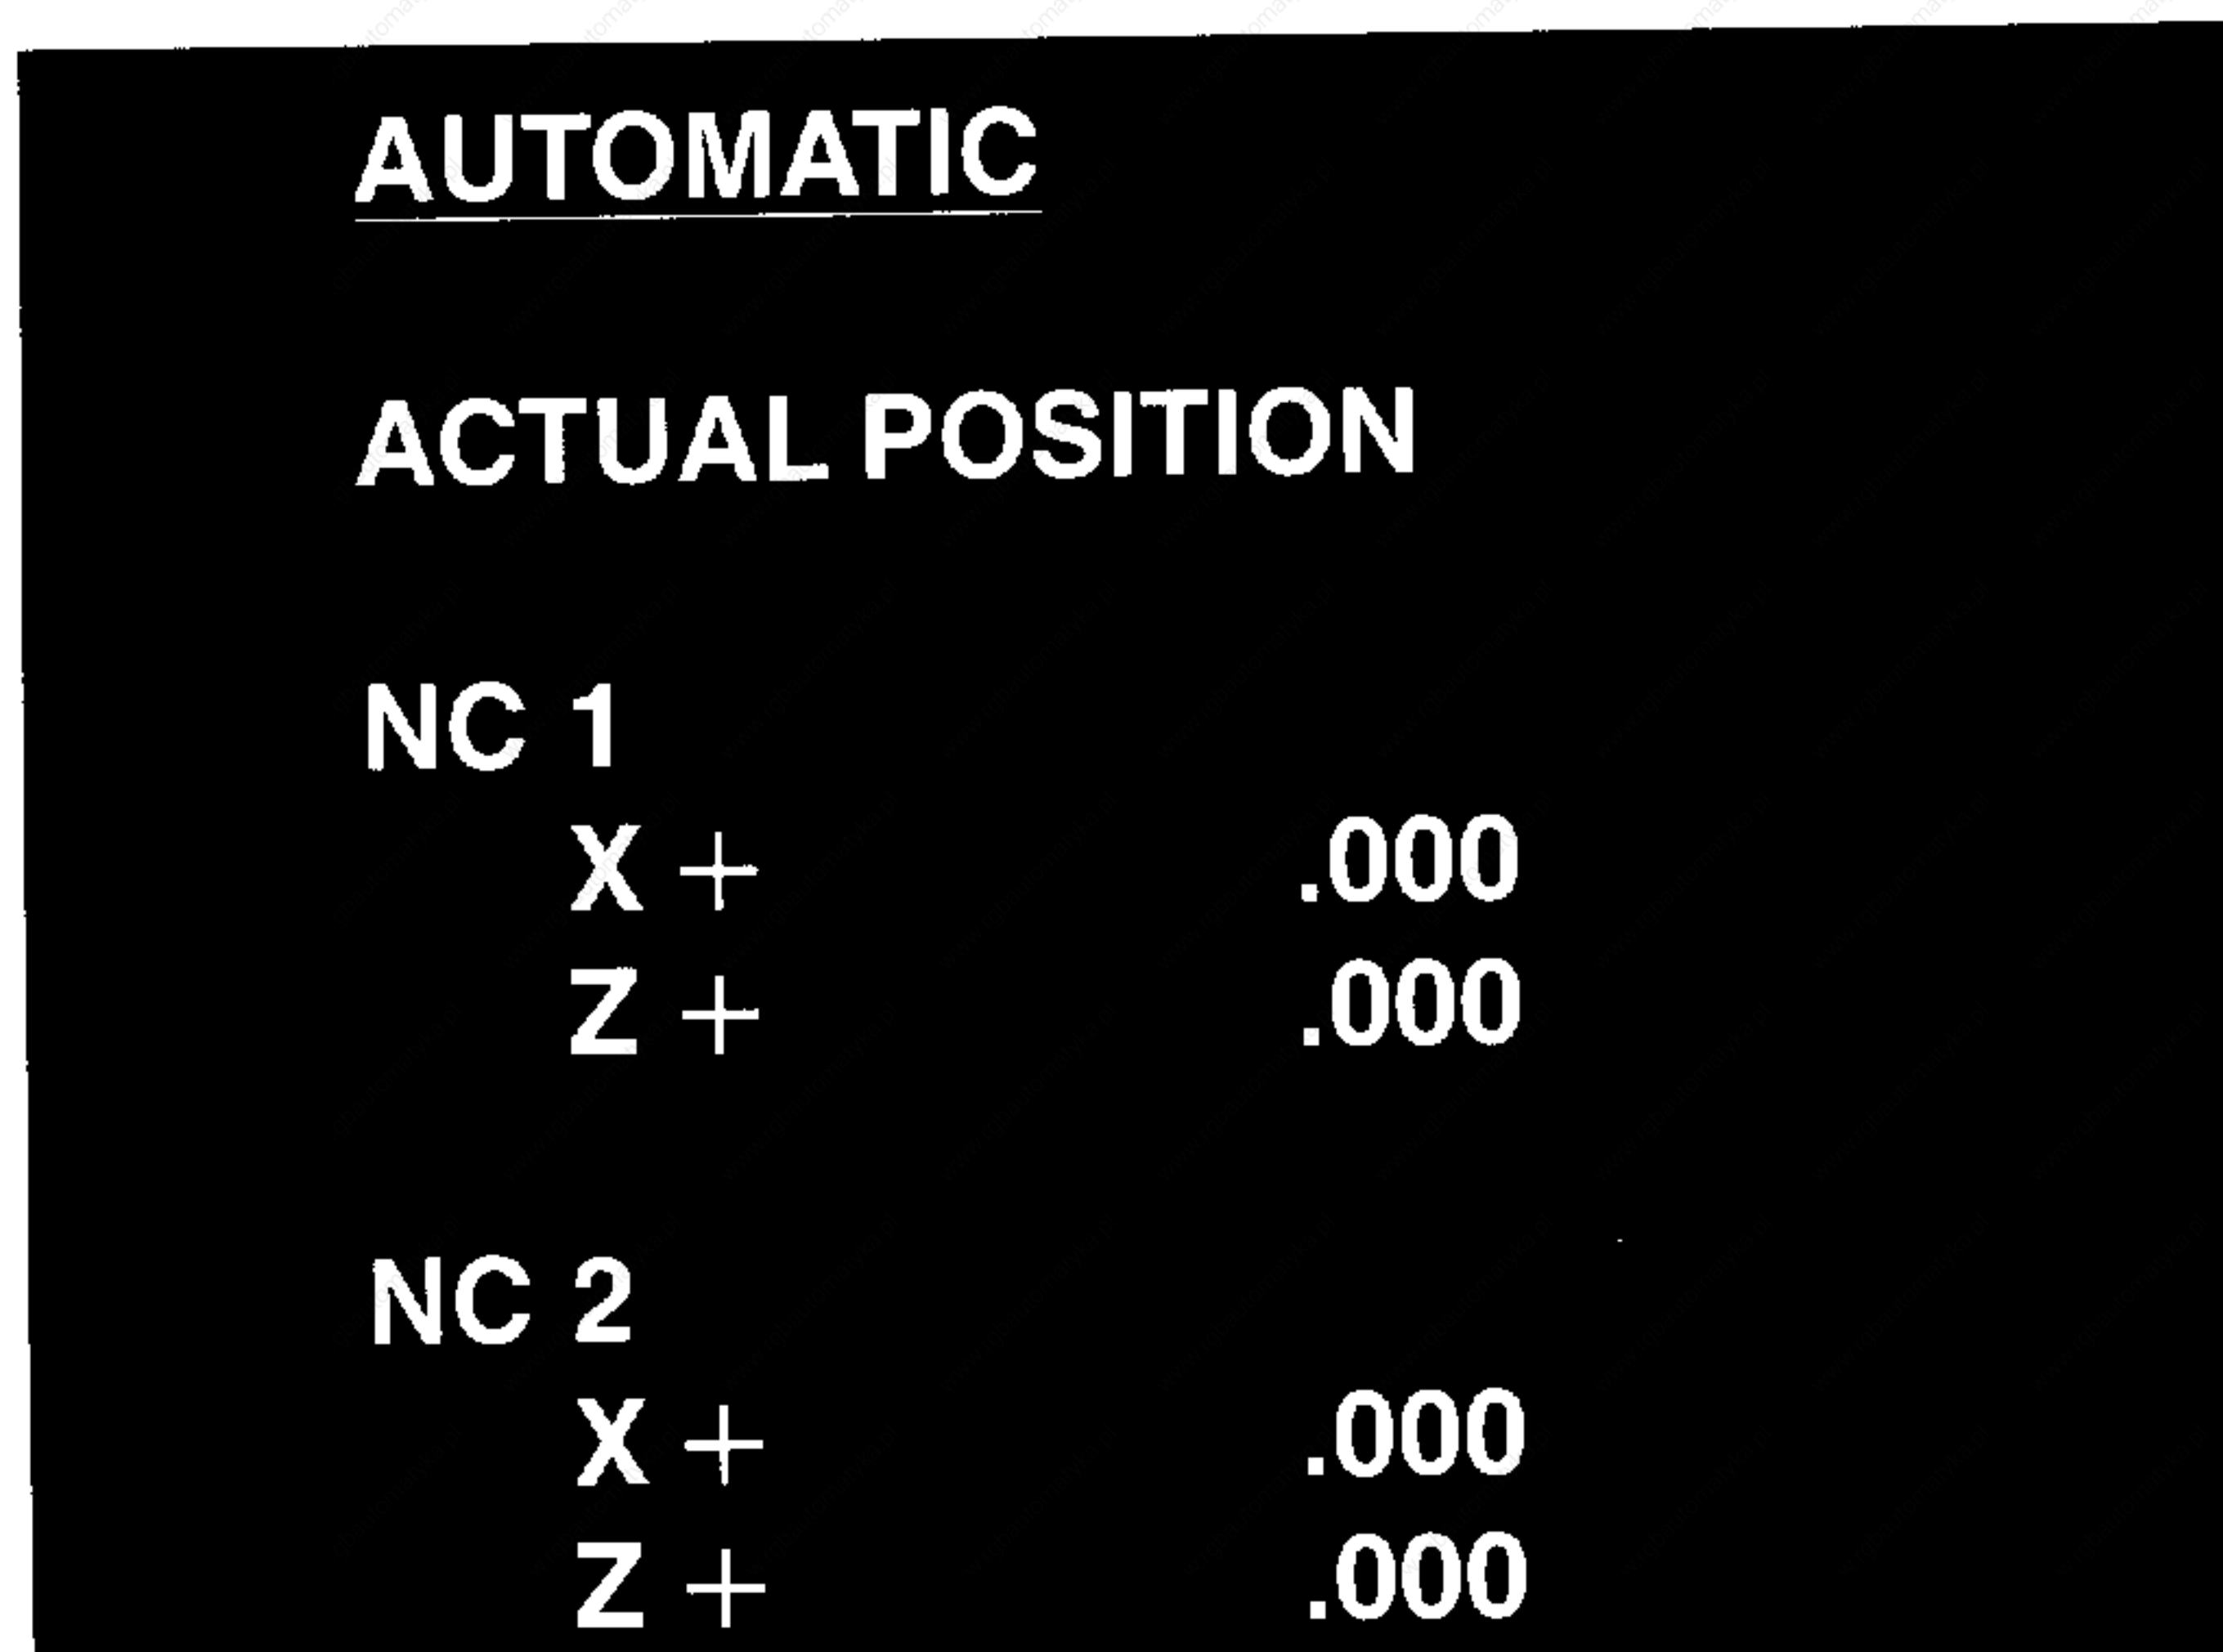 AUTOMATIC
ACTUAL POSITION
NC 1
X + .000
Z + .000
NC 2
X + .000
Z + .000